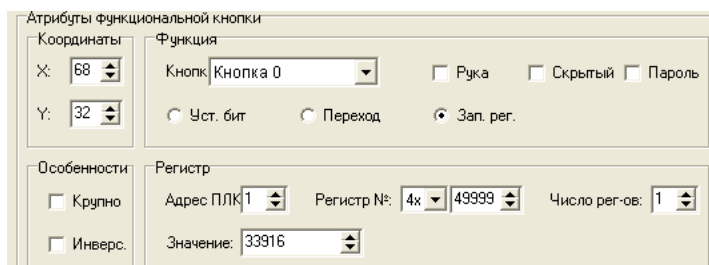 Атрибуты функциональной кнопки
Координаты
X: 68
Y: 32
Функция
Кнопк Кнопка 0
Рука
Скрытый
Пароль
Уст. бит
Переход
Зап. рег.
Особенности
Крупно
Инверс.
Регистр
Адрес ПЛК 1
Регистр №: 4x 49999
Число рег-ов: 1
Значение: 33916